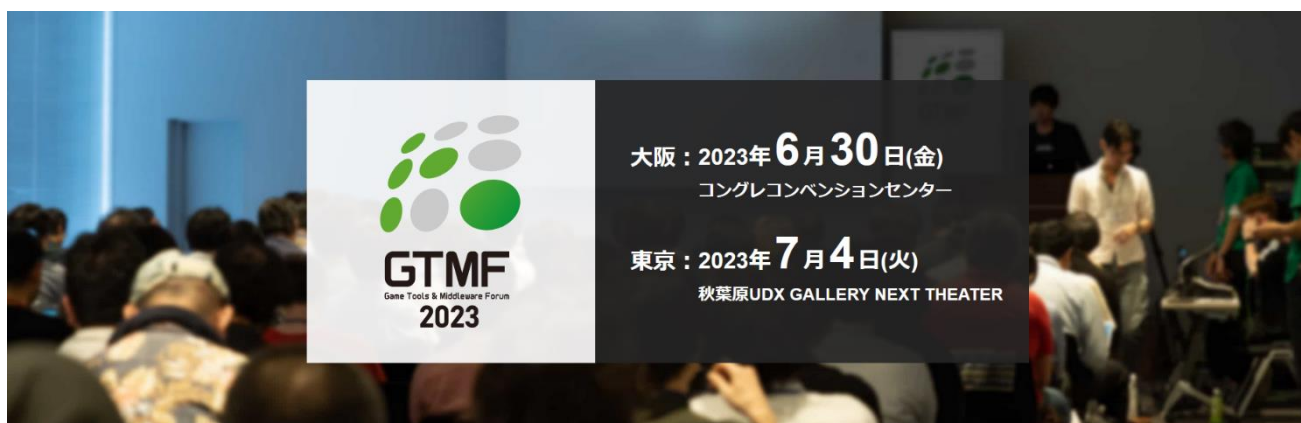 GTMF
Game Tools & Middleware Forum
2023
大阪：2023年6月30日(金)
コングレコンベンションセンター
東京：2023年7月4日(火)
秋葉原UDX GALLERY NEXT THEATER